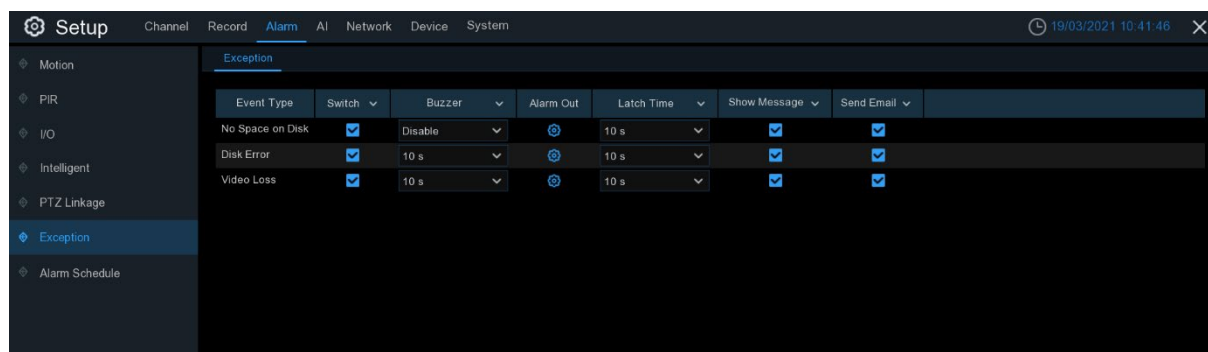 Setup Channel Record Alarm AI Network Device System 19/03/2021 10:41:46
Motion
PIR
I/O
Intelligent
PTZ Linkage
Exception
Alarm Schedule
Exception
Event Type Switch Buzzer Alarm Out Latch Time Show Message Send Email
No Space on Disk Disable 10 s
Disk Error 10 s 10 s
Video Loss 10 s 10 s